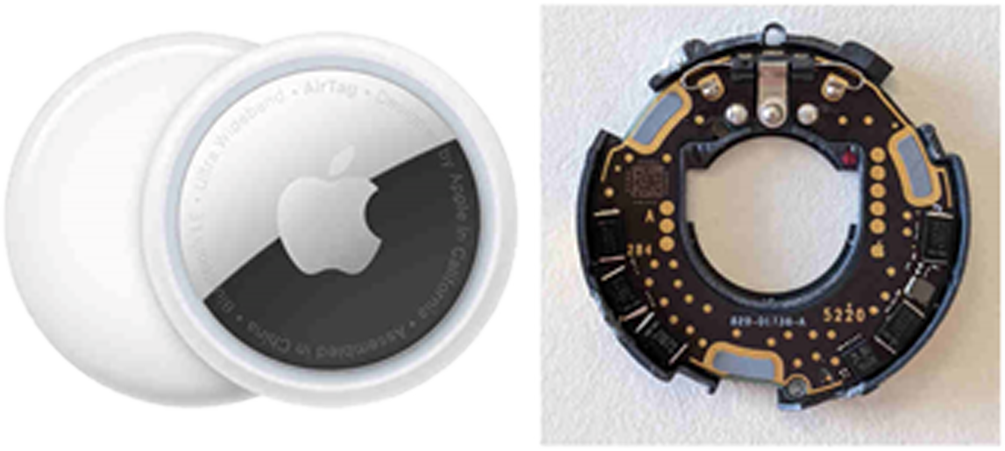 Ultra Wideband • AirTag • Designed by Apple in California • Assembled in China •
A
284
820-01736-A
5220